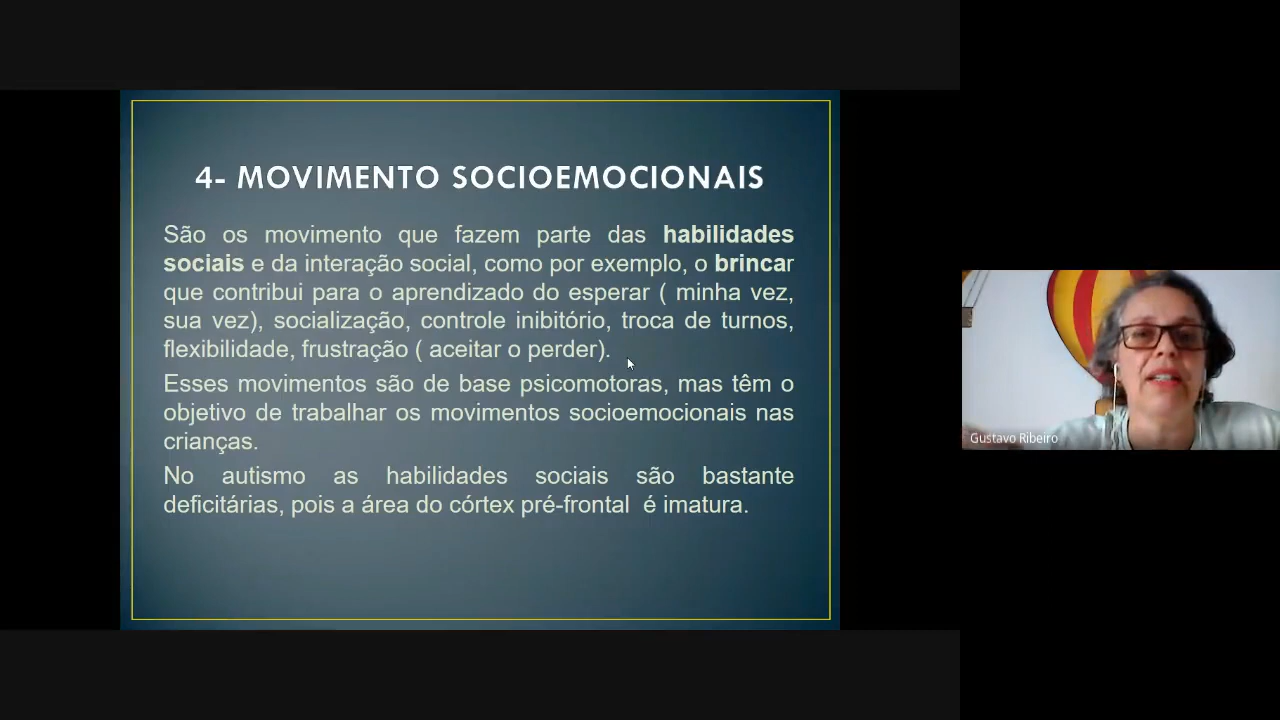 4- MOVIMENTO SOCIOEMOCIONAIS
São os movimento que fazem parte das habilidades
sociais e da interação social, como por exemplo, o brincar
que contribui para o aprendizado do esperar ( minha vez,
sua vez), socialização, controle inibitório, troca de turnos,
flexibilidade, frustração ( aceitar o perder).
Esses movimentos são de base psicomotoras, mas têm o
objetivo de trabalhar os movimentos socioemocionais nas
crianças.
No autismo as habilidades sociais são bastante
deficitárias, pois a área do córtex pré-frontal  é imatura.
Gustavo Ribeiro